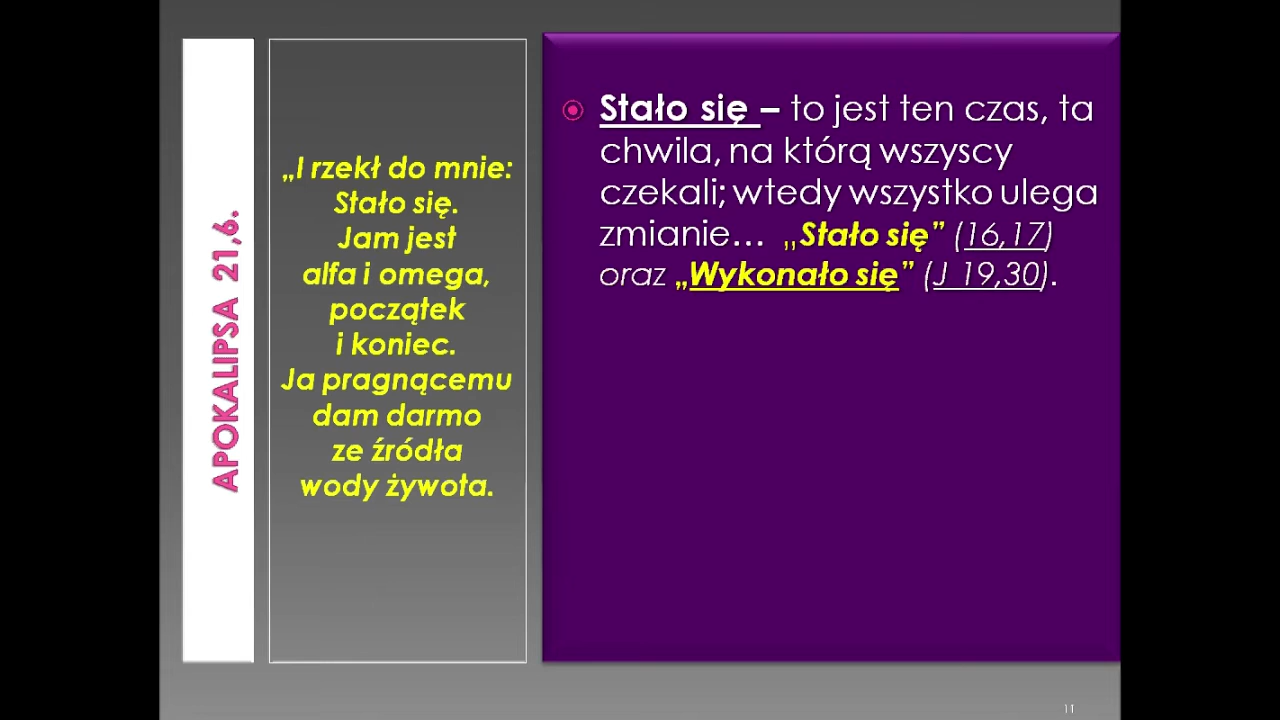 APOKALIPSA 21,6.
„I rzekł do mnie:
Stało się.
Jam jest
alfa i omega,
początek
i koniec.
Ja pragnącemu
dam darmo
ze źródła
wody żywota.
Stało się – to jest ten czas, ta
chwila, na którą wszyscy
czekali; wtedy wszystko ulega
zmianie... „Stało się” (16,17)
oraz „Wykonało się” (J 19,30).
11